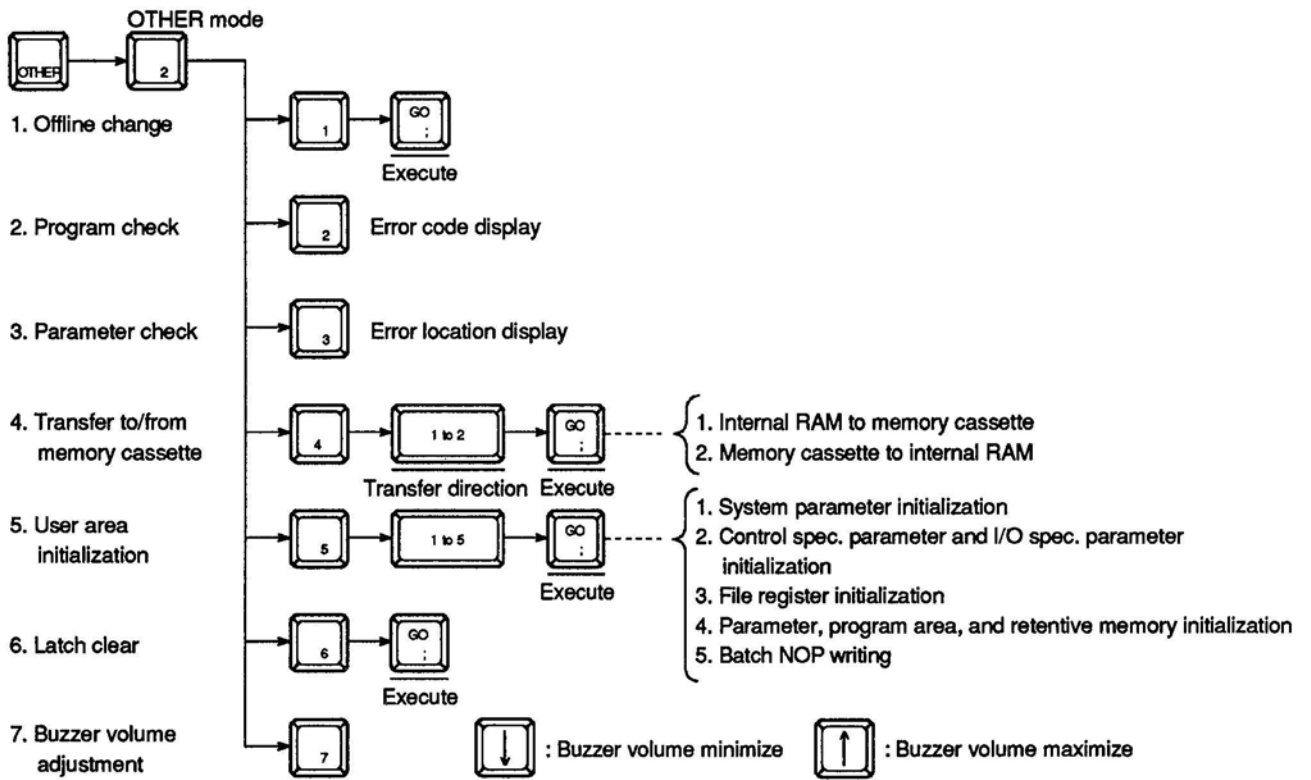 OTHER mode
OTHER
2
1. Offline change
1
GO
;
Execute
2. Program check
2
Error code display
3. Parameter check
3
Error location display
4. Transfer to/from
memory cassette
4
1 to 2
GO
;
Transfer direction
Execute
1. Internal RAM to memory cassette
2. Memory cassette to internal RAM
5. User area
initialization
5
1 to 5
GO
;
Execute
1. System parameter initialization
2. Control spec. parameter and I/O spec. parameter
initialization
3. File register initialization
4. Parameter, program area, and retentive memory initialization
5. Batch NOP writing
6. Latch clear
6
GO
;
Execute
7. Buzzer volume
adjustment
7
↓
: Buzzer volume minimize
↑
: Buzzer volume maximize